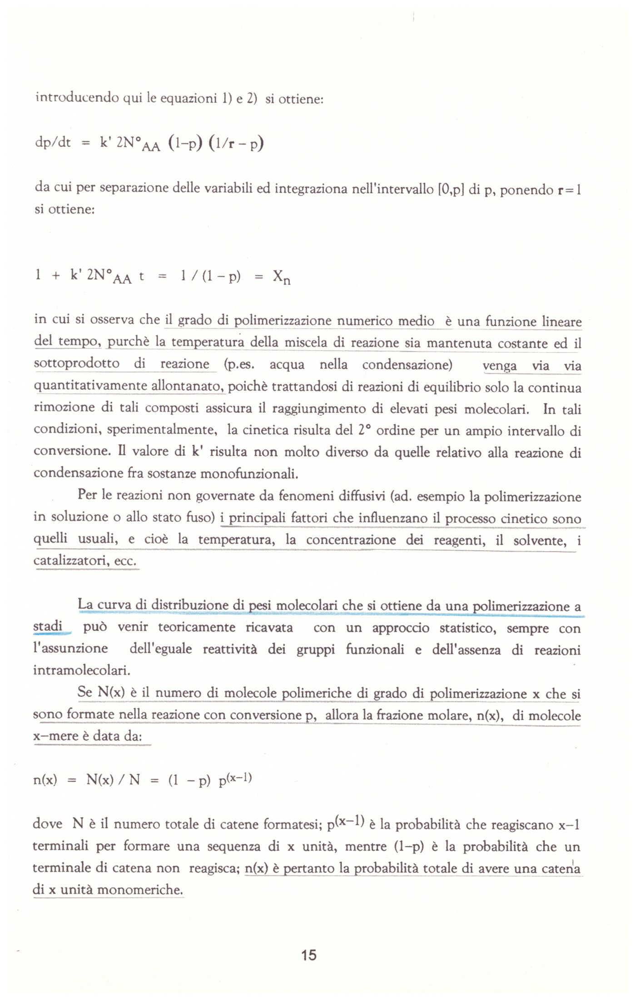 introducendo qui le equazioni 1) e 2) si ottiene:
dp/dt = k' 2N°AA (1–p) (1/r – p)
da cui per separazione delle variabili ed integraziona nell'intervallo [0,p] di p, ponendo r=1
si ottiene:
1 + k' 2N°AA t = 1 / (1 – p) = Xn
in cui si osserva che il grado di polimerizzazione numerico medio è una funzione lineare
del tempo, purchè la temperatura della miscela di reazione sia mantenuta costante ed il
sottoprodotto di reazione (p.es. acqua nella condensazione) venga via via
quantitativamente allontanato, poichè trattandosi di reazioni di equilibrio solo la continua
rimozione di tali composti assicura il raggiungimento di elevati pesi molecolari. In tali
condizioni, sperimentalmente, la cinetica risulta del 2° ordine per un ampio intervallo di
conversione. Il valore di k' risulta non molto diverso da quelle relativo alla reazione di
condensazione fra sostanze monofunzionali.
Per le reazioni non governate da fenomeni diffusivi (ad. esempio la polimerizzazione
in soluzione o allo stato fuso) i principali fattori che influenzano il processo cinetico sono
quelli usuali, e cioè la temperatura, la concentrazione dei reagenti, il solvente, i
catalizzatori, ecc.
La curva di distribuzione di pesi molecolari che si ottiene da una polimerizzazione a
stadi può venir teoricamente ricavata con un approccio statistico, sempre con
l'assunzione dell'eguale reattività dei gruppi funzionali e dell'assenza di reazioni
intramolecolari.
Se N(x) è il numero di molecole polimeriche di grado di polimerizzazione x che si
sono formate nella reazione con conversione p, allora la frazione molare, n(x), di molecole
x–mere è data da:
n(x) = N(x) / N = (1 – p) p(x–1)
dove N è il numero totale di catene formatesi; p(x–1) è la probabilità che reagiscano x–1
terminali per formare una sequenza di x unità, mentre (1–p) è la probabilità che un
terminale di catena non reagisca; n(x) è pertanto la probabilità totale di avere una catena
di x unità monomeriche.
15